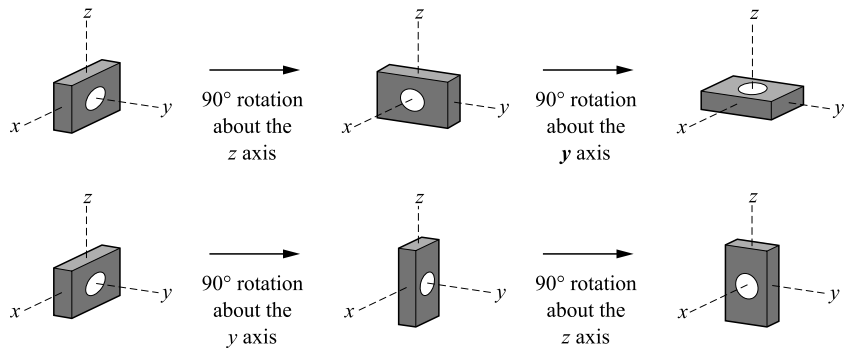 z
x
y
90° rotation
about the
z axis
z
x
y
90° rotation
about the
y axis
z
x
y
z
x
y
90° rotation
about the
y axis
z
x
y
90° rotation
about the
z axis
z
x
y